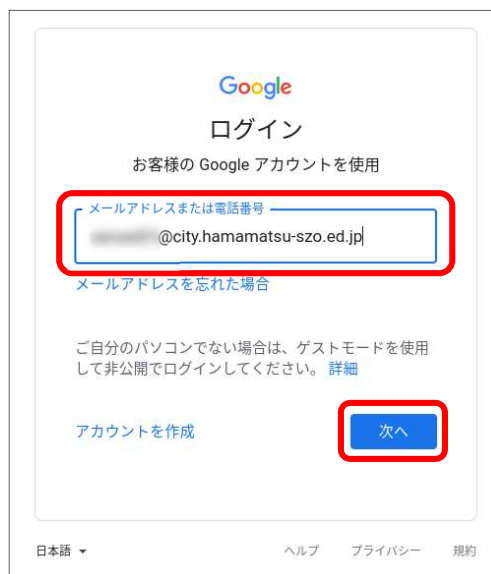 Google
ログイン
お客様の Google アカウントを使用
メールアドレスまたは電話番号
@city.hamamatsu-szo.ed.jp
メールアドレスを忘れた場合
ご自分のパソコンでない場合は、ゲストモードを使用
して非公開でログインしてください。 詳細
アカウントを作成
次へ
日本語
ヘルプ プライバシー 規約